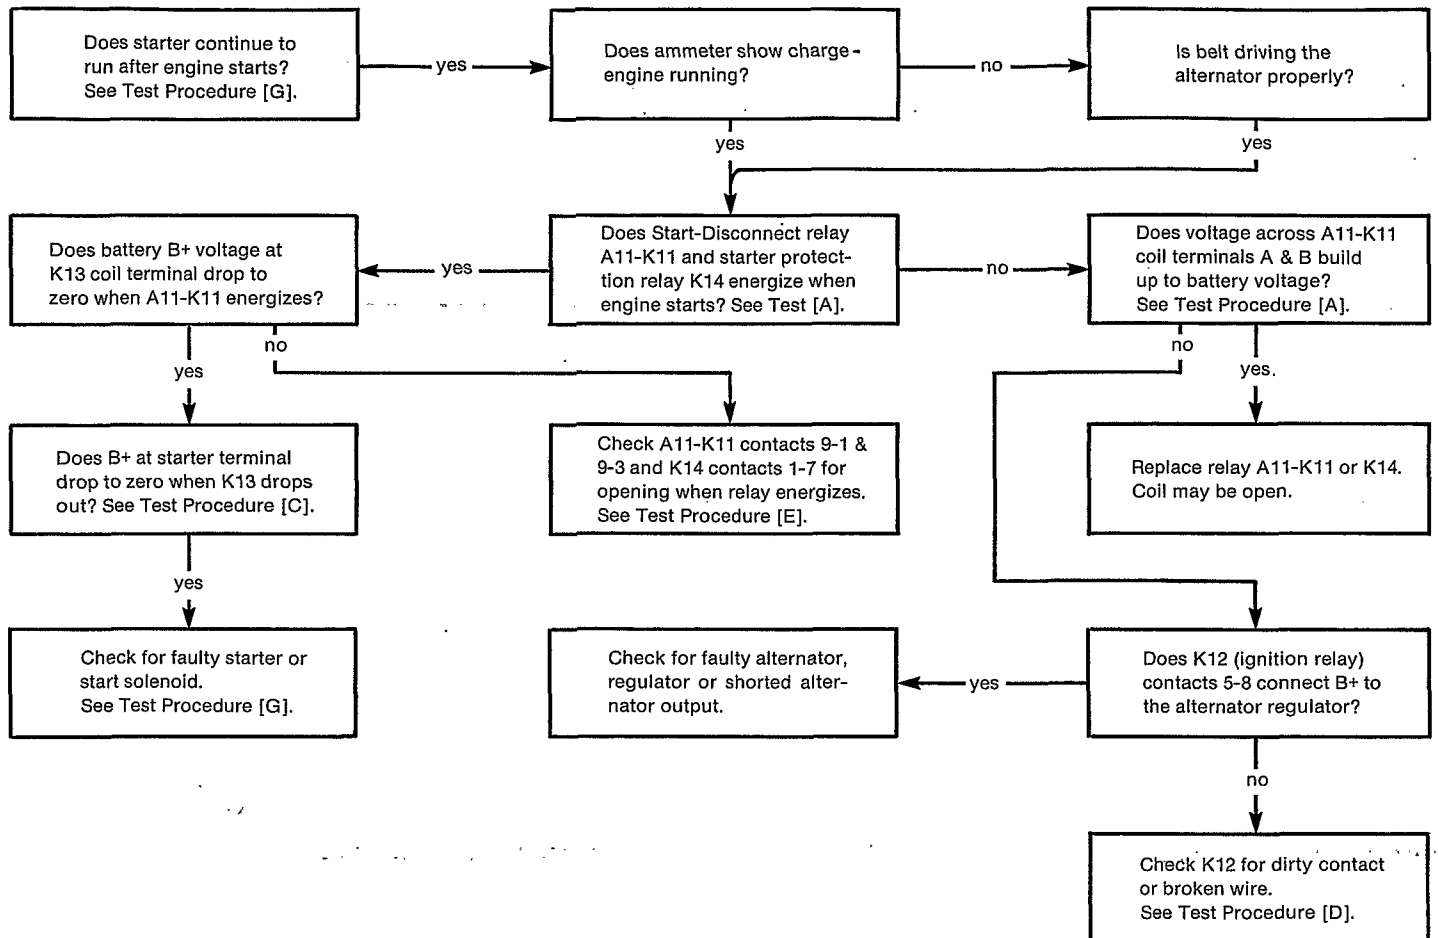 Does starter continue to
run after engine starts?
See Test Procedure [G].
yes
Does ammeter show charge-
engine running?
no
Is belt driving the
alternator properly?
yes
yes
Does battery B+ voltage at
K13 coil terminal drop to
zero when A11-K11 energizes?
yes
Does Start-Disconnect relay
A11-K11 and starter protect-
tion relay K14 energize when
engine starts? See Test [A].
no
Does voltage across A11-K11
coil terminals A & B build
up to battery voltage?
See Test Procedure [A].
yes
no
no
yes.
Does B+ at starter terminal
drop to zero when K13 drops
out? See Test Procedure [C].
Check A11-K11 contacts 9-1 &
9-3 and K14 contacts 1-7 for
opening when relay energizes.
See Test Procedure [E].
Replace relay A11-K11 or K14.
Coil may be open.
yes
Check for faulty starter or
start solenoid.
See Test Procedure [G].
Check for faulty alternator,
regulator or shorted alter-
nator output.
yes
Does K12 (ignition relay)
contacts 5-8 connect B+ to
the alternator regulator?
no
Check K12 for dirty contact
or broken wire.
See Test Procedure [D].